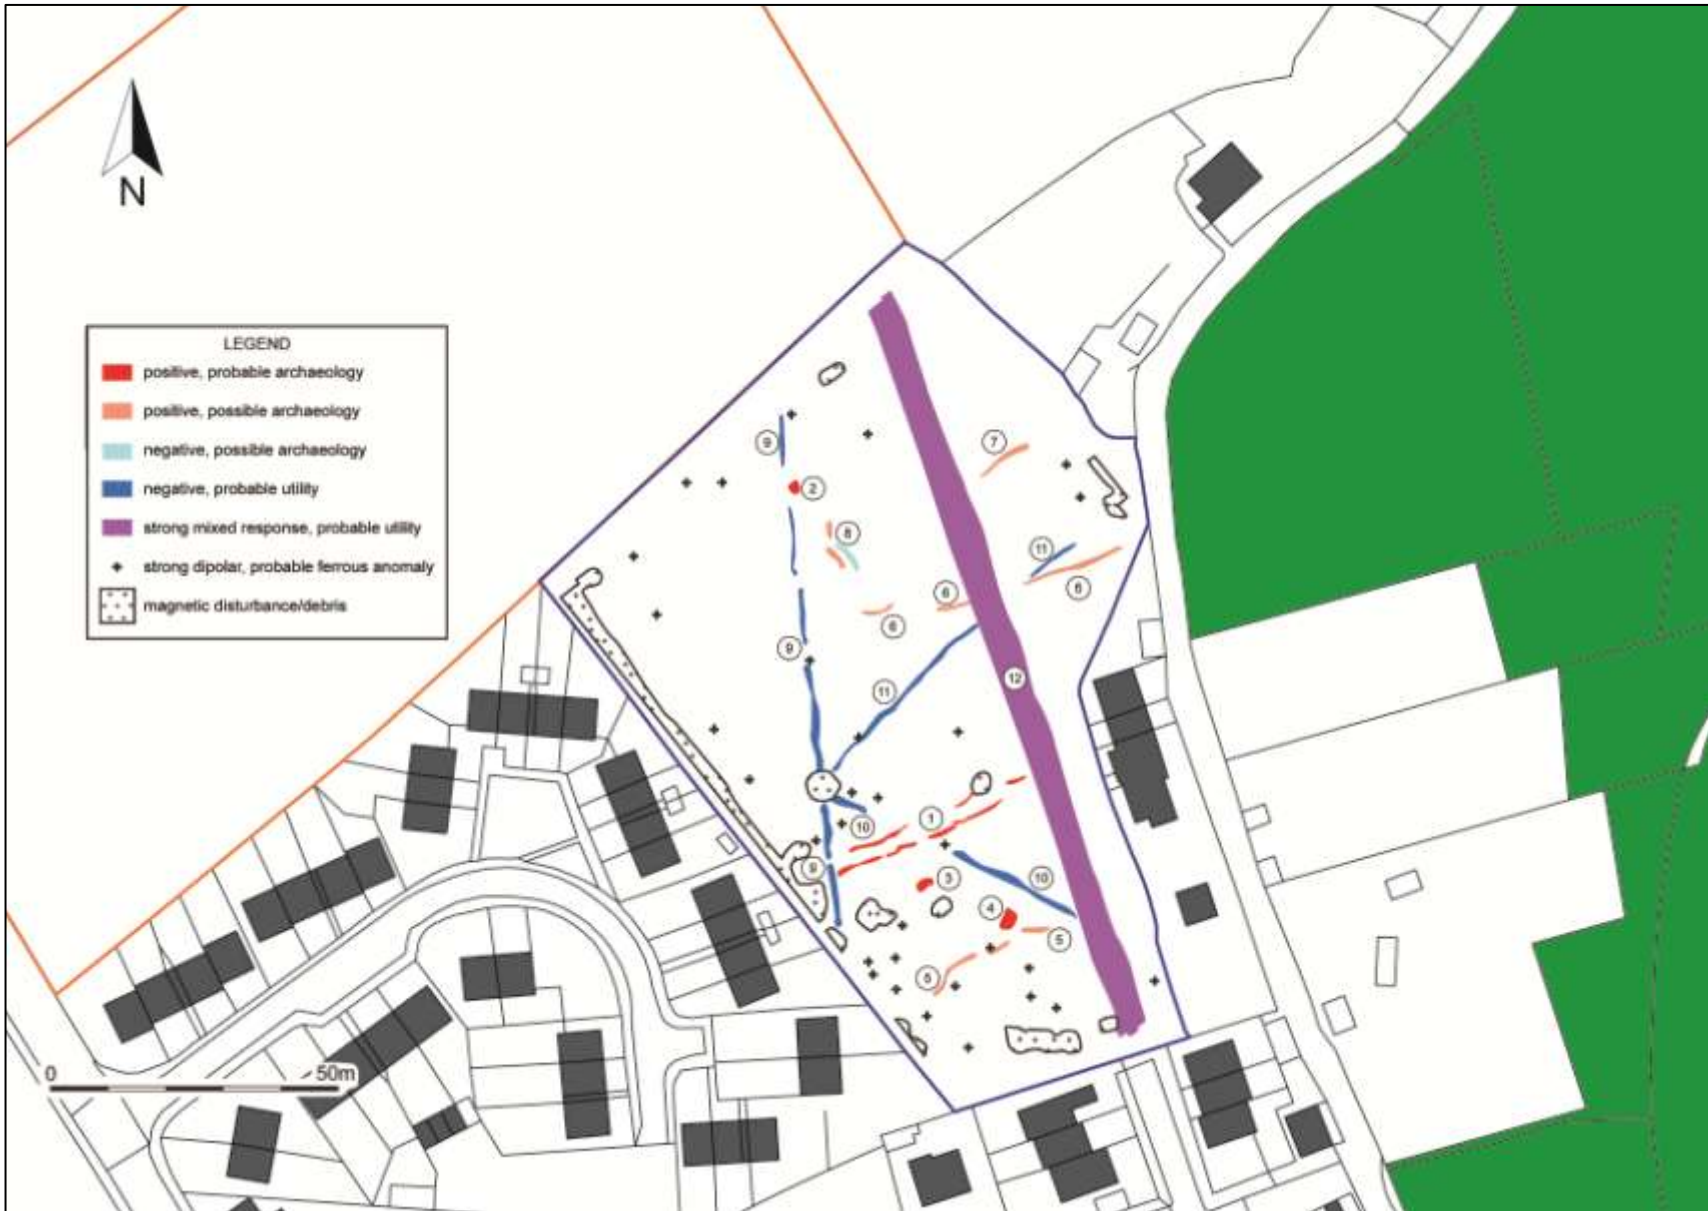 N
LEGEND
positive, probable archaeology
positive, possible archaeology
negative, possible archaeology
negative, probable utility
strong mixed response, probable utility
strong dipolar, probable ferrous anomaly
magnetic disturbance/debris
9
7
2
8
11
6
6
6
9
12
11
1
10
9
3
10
4
5
5
0 50m